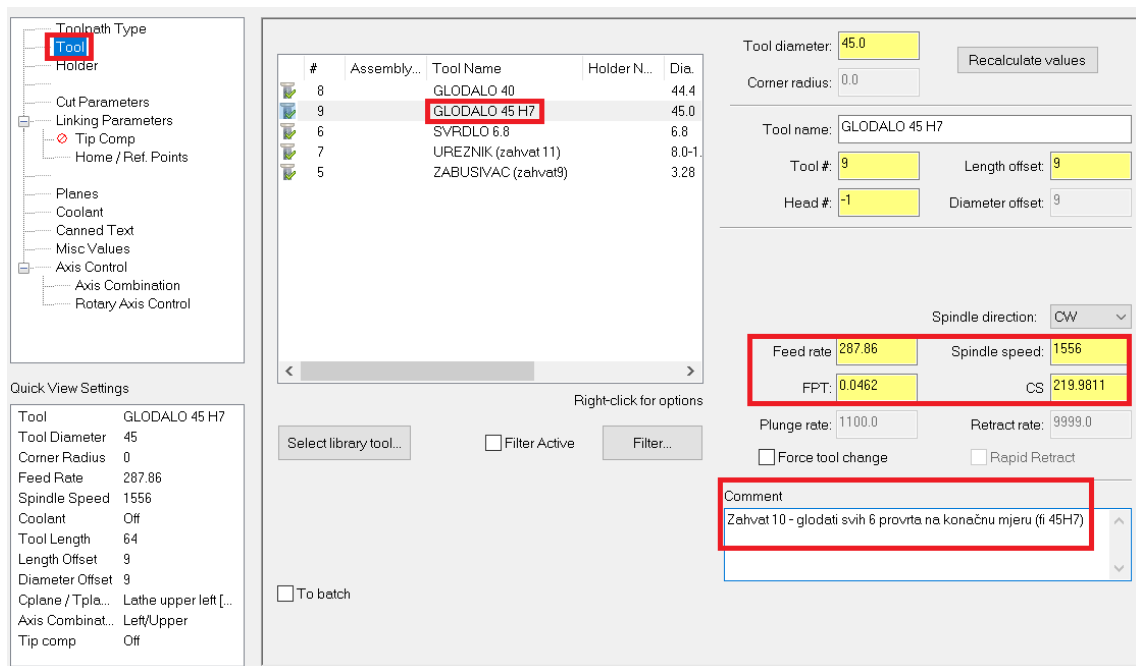 Toolpath Type
Tool
Holder
Cut Parameters
Linking Parameters
Tip Comp
Home / Ref. Points
Planes
Coolant
Canned Text
Misc Values
Axis Control
Axis Combination
Rotary Axis Control
Quick View Settings
Tool GLODALO 45 H7
Tool Diameter 45
Corner Radius 0
Feed Rate 287.86
Spindle Speed 1556
Coolant Off
Tool Length 64
Length Offset 9
Diameter Offset 9
Cplane / Tpla... Lathe upper left [...
Axis Combinat... Left/Upper
Tip comp Off
# Assembly... Tool Name Holder N... Dia.
8 GLODALO 40 44.4
9 GLODALO 45 H7 45.0
6 SVRDLO 6.8 6.8
7 UREZNIK (zahvat 11) 8.0-1.
5 ZABUSIVAC (zahvat9) 3.28
Right-click for options
Select library tool... Filter Active Filter...
To batch
Tool diameter: 45.0 Recalculate values
Corner radius: 0.0
Tool name: GLODALO 45 H7
Tool #: 9 Length offset: 9
Head #: -1 Diameter offset: 9
Spindle direction: CW
Feed rate 287.86 Spindle speed: 1556
FPT: 0.0462 CS 219.9811
Plunge rate: 1100.0 Retract rate: 9999.0
Force tool change Rapid Retract
Comment
Zahvat 10 - glodati svih 6 provrta na konačnu mjeru (fi 45H7)